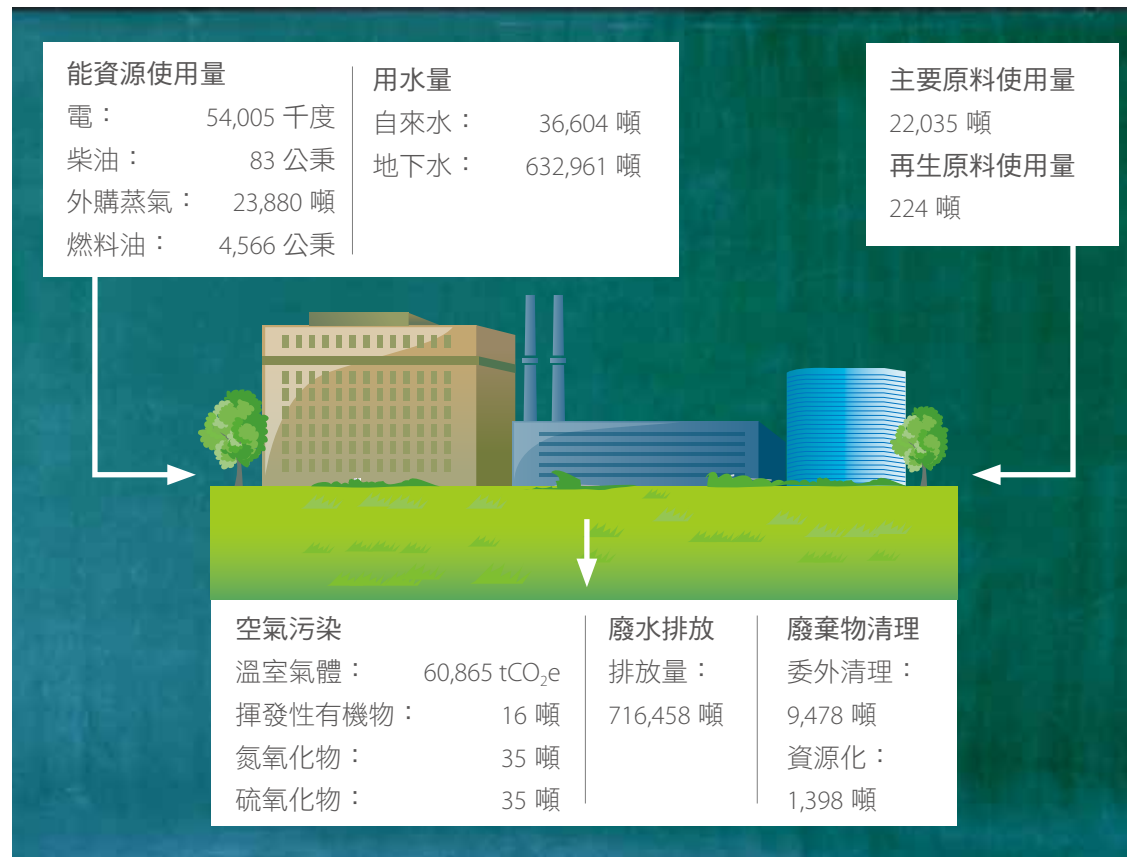 能資源使用量
電： 54,005 千度
柴油： 83 公秉
外購蒸氣： 23,880 噸
燃料油： 4,566 公秉
用水量
自來水： 36,604 噸
地下水： 632,961 噸
主要原料使用量
22,035 噸
再生原料使用量
224 噸
空氣污染
溫室氣體： 60,865 tCO₂e
揮發性有機物： 16 噸
氮氧化物： 35 噸
硫氧化物： 35 噸
廢水排放
排放量：
716,458 噸
廢棄物清理
委外清理：
9,478 噸
資源化：
1,398 噸